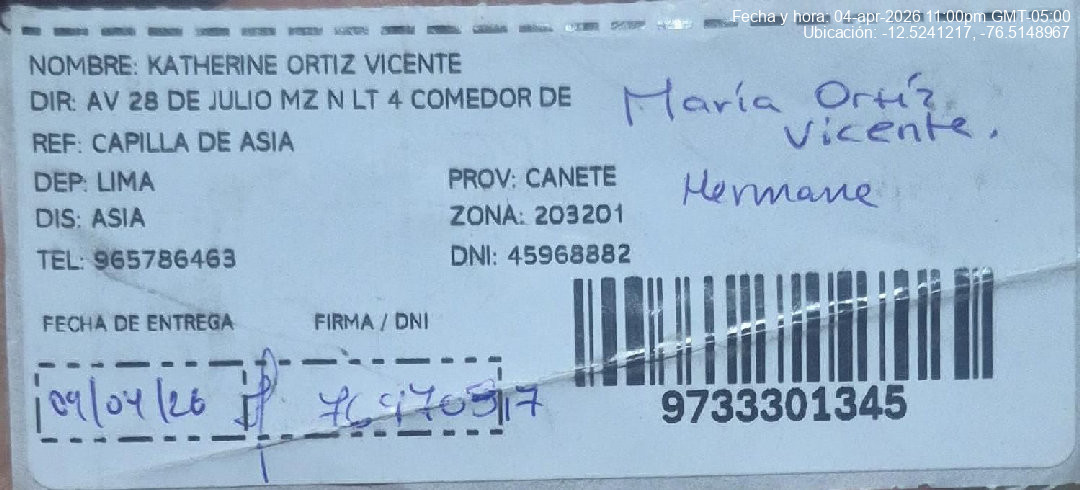 Fecha y hora: 04-apr-2026 11:00pm GMT-05:00
Ubicación: -12.5241217, -76.5148967
NOMBRE: KATHERINE ORTIZ VICENTE
DIR: AV 28 DE JULIO MZ N LT 4 COMEDOR DE
REF: CAPILLA DE ASIA
DEP: LIMA
PROV: CANETE
DIS: ASIA
ZONA: 203201
TEL: 965786463
DNI: 45968882
María Ortíz
Vicente.
Hermana
FECHA DE ENTREGA
FIRMA / DNI
04/04/26
9733301345